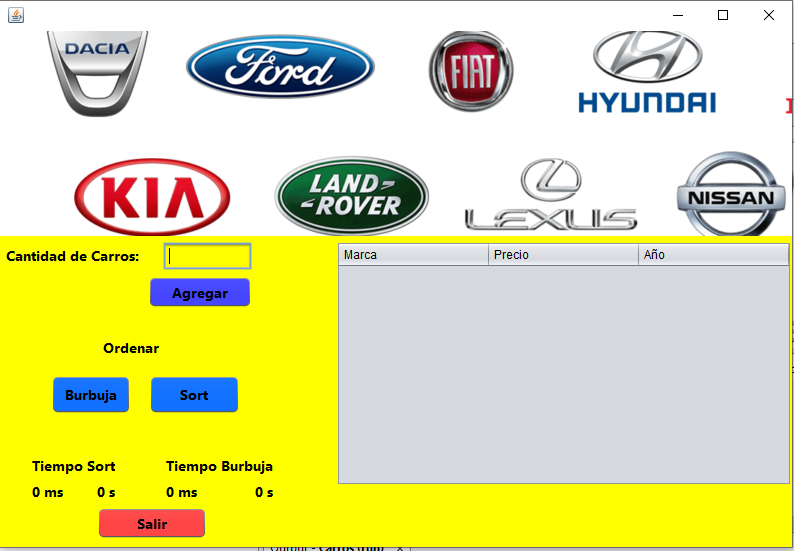 DACIA
Ford
FIAT
HYUNDAI
KIA
LAND-
-ROVER
LEXUS
NISSAN
Cantidad de Carros:
Agregar
Marca Precio Año
Ordenar
Burbuja Sort
Tiempo Sort Tiempo Burbuja
0 ms 0 s 0 ms 0 s
Salir